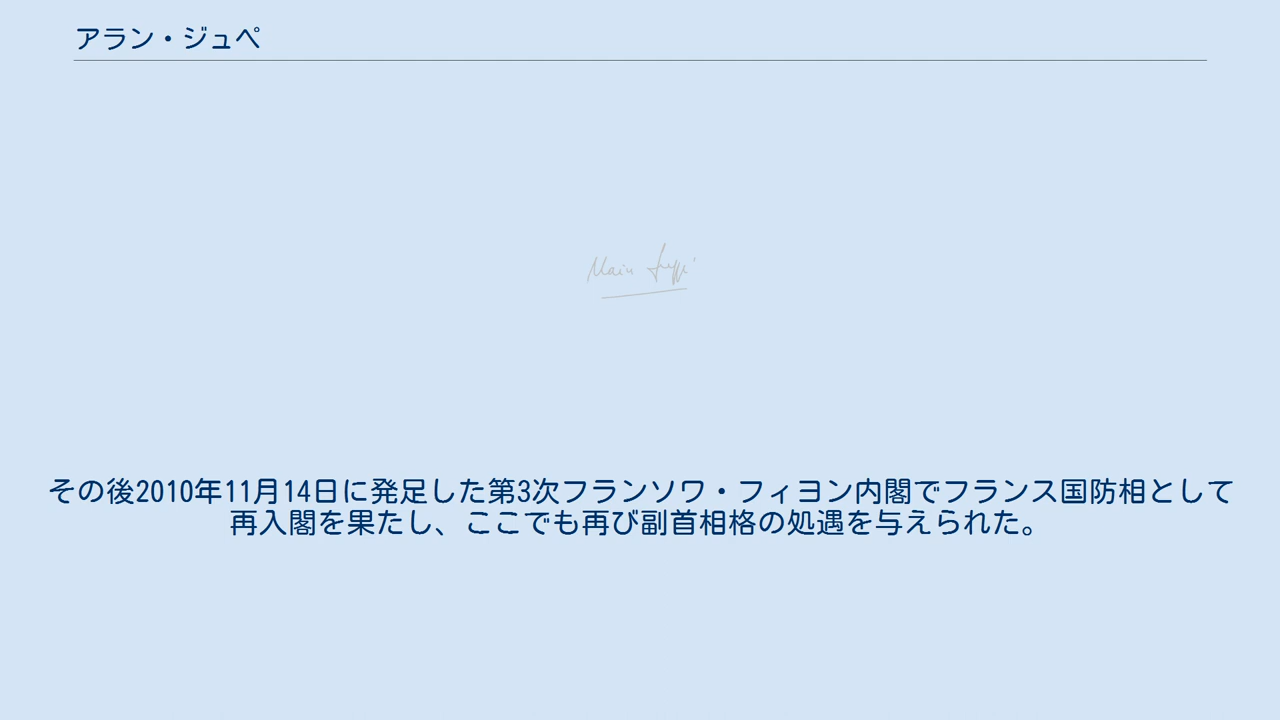 アラン・ジュペ
Alain Juppé
その後2010年11月14日に発足した第3次フランソワ・フィヨン内閣でフランス国防相として
再入閣を果たし、ここでも再び副首相格の処遇を与えられた。